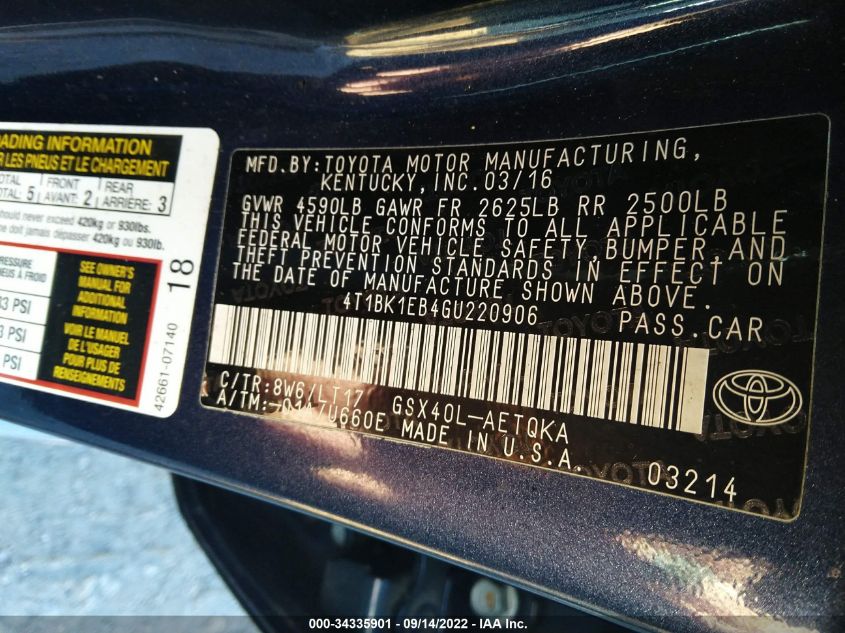 ADING INFORMATION
R LES PNEUS ET LE CHARGEMENT
TOTAL: 5 FRONT AVANT: 2 REAR ARRIÈRE: 3
never exceed 420kg or 930lbs.
ne doit jamais dépasser 420kg ou 930lb.
PRESSURE
PNEUS À FROID
33 PSI
3 PSI
PSI
SEE OWNER'S
MANUAL FOR
ADDITIONAL
INFORMATION
VOIR LE MANUEL
DE L'USAGER
POUR PLUS DE
RENSEIGNEMENTS
18
42661-07140
MFD.BY:TOYOTA MOTOR MANUFACTURING,
KENTUCKY,INC.03/16
GVWR 4590LB GAWR FR 2625LB RR 2500LB
THIS VEHICLE CONFORMS TO ALL APPLICABLE
FEDERAL MOTOR VEHICLE SAFETY,BUMPER,AND
THEFT PREVENTION STANDARDS IN EFFECT ON
THE DATE OF MANUFACTURE SHOWN ABOVE.
4T1BK1EB4GU220906 PASS.CAR
C/TR:8W6/LT17 GSX40L-AETQKA
A/TM: U660E MADE IN U.S.A.
03214
TOYOTA
000-34335901 - 09/14/2022 - IAA Inc.